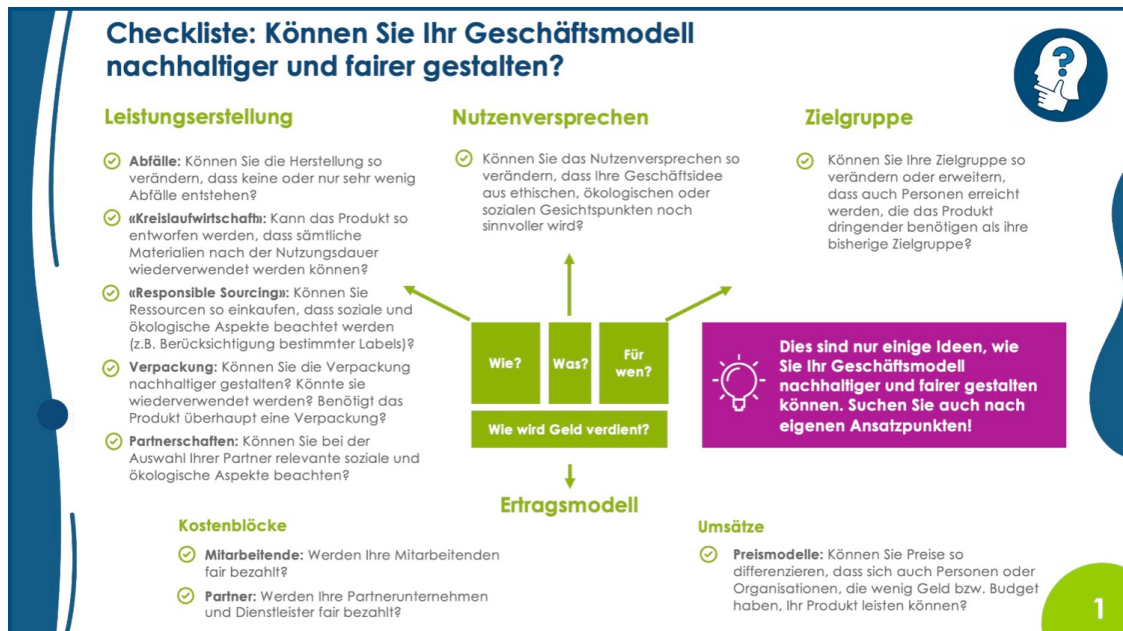 Checkliste: Können Sie Ihr Geschäftsmodell
nachhaltiger und fairer gestalten?
?
Leistungserstellung
Abfälle: Können Sie die Herstellung so
verändern, dass keine oder nur sehr wenig
Abfälle entstehen?
«Kreislaufwirtschaft»: Kann das Produkt so
entworfen werden, dass sämtliche
Materialien nach der Nutzungsdauer
wiederverwendet werden können?
«Responsible Sourcing»: Können Sie
Ressourcen so einkaufen, dass soziale und
ökologische Aspekte beachtet werden
(z.B. Berücksichtigung bestimmter Labels)?
Verpackung: Können Sie die Verpackung
nachhaltiger gestalten? Könnte sie
wiederverwendet werden? Benötigt das
Produkt überhaupt eine Verpackung?
Partnerschaften: Können Sie bei der
Auswahl Ihrer Partner relevante soziale und
ökologische Aspekte beachten?
Nutzenversprechen
Können Sie das Nutzenversprechen so
verändern, dass Ihre Geschäftsidee
aus ethischen, ökologischen oder
sozialen Gesichtspunkten noch
sinnvoller wird?
Zielgruppe
Können Sie Ihre Zielgruppe so
verändern oder erweitern,
dass auch Personen erreicht
werden, die das Produkt
dringender benötigen als ihre
bisherige Zielgruppe?
Wie?
Was?
Für
wen?
Wie wird Geld verdient?
Dies sind nur einige Ideen, wie
Sie Ihr Geschäftsmodell
nachhaltiger und fairer gestalten
können. Suchen Sie auch nach
eigenen Ansatzpunkten!
Ertragsmodell
Kostenblöcke
Mitarbeitende: Werden Ihre Mitarbeitenden
fair bezahlt?
Partner: Werden Ihre Partnerunternehmen
und Dienstleister fair bezahlt?
Umsätze
Preismodelle: Können Sie Preise so
differenzieren, dass sich auch Personen oder
Organisationen, die wenig Geld bzw. Budget
haben, Ihr Produkt leisten können?
1